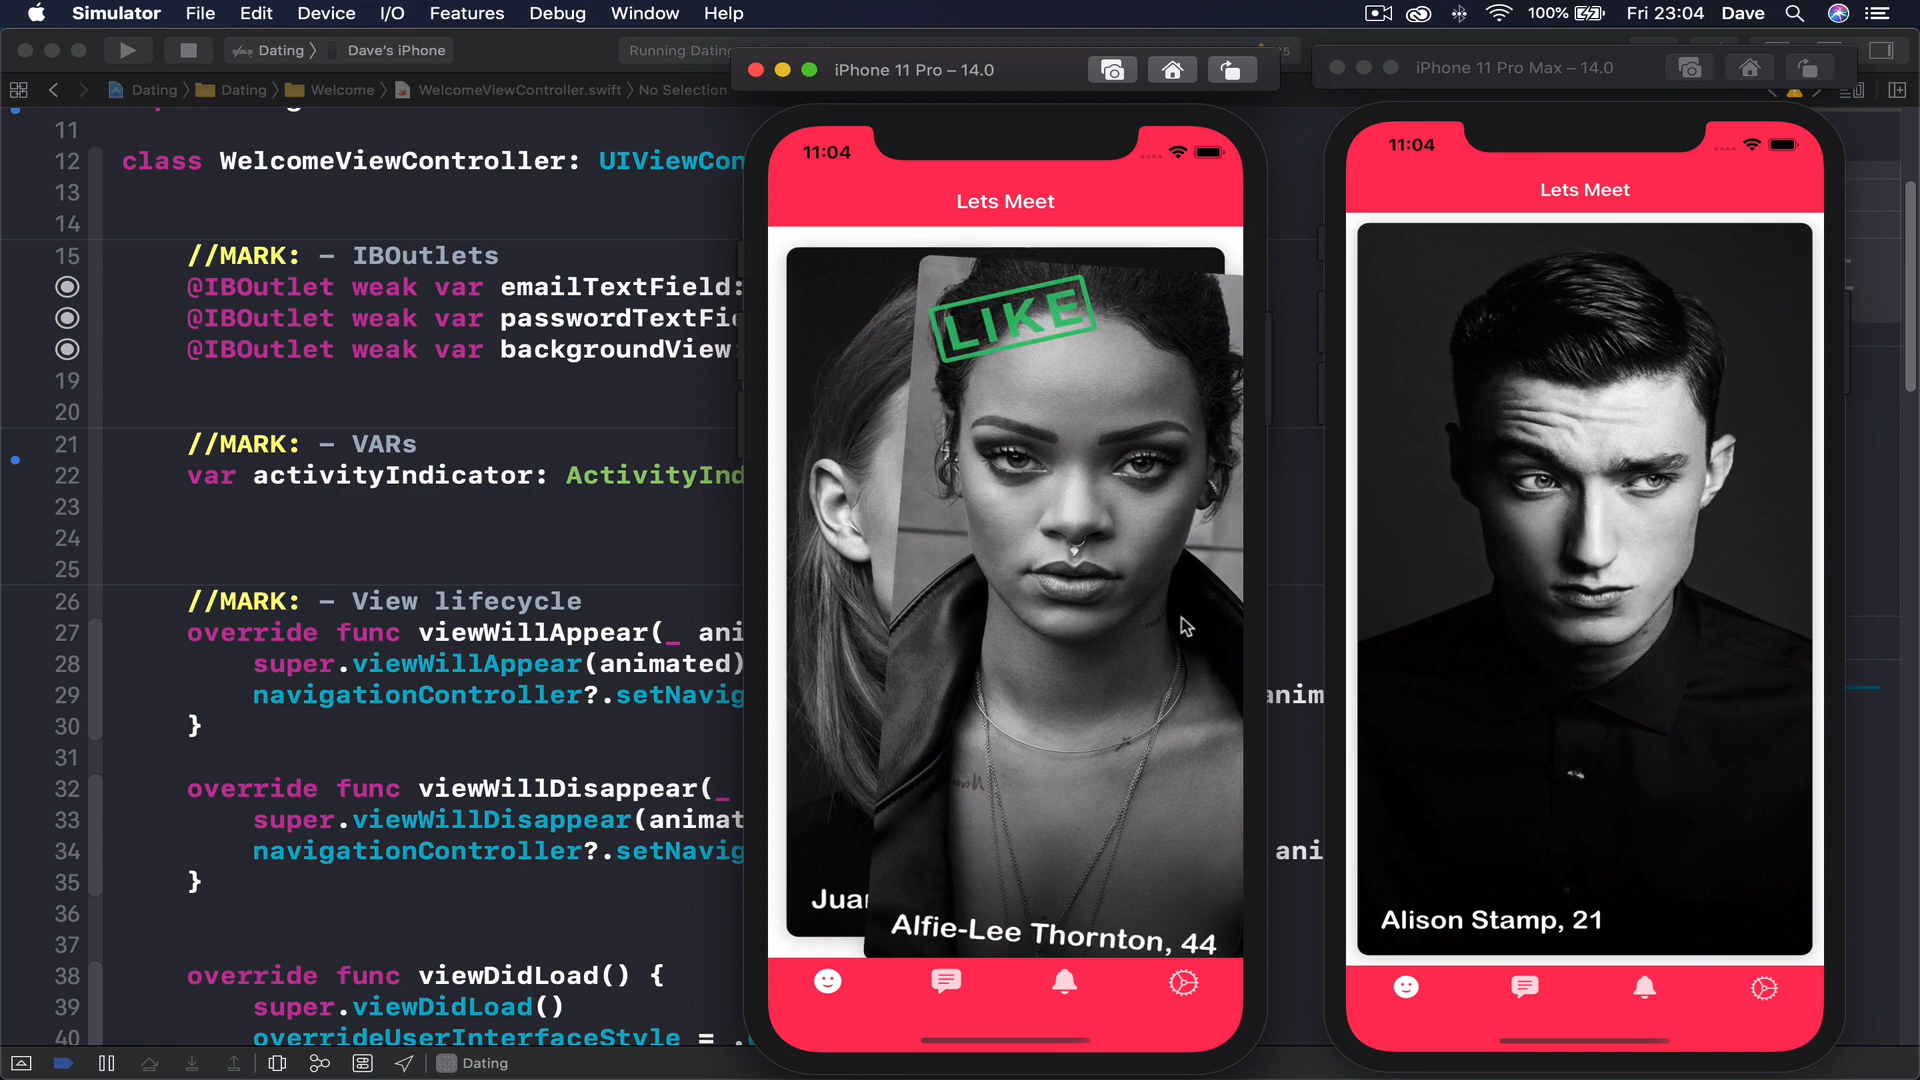 Simulator File Edit Device I/O Features Debug Window Help
100% Fri 23:04 Dave
Dating Dave's iPhone
Running Dating
Dating Dating Welcome WelcomeViewController.swift No Selection
11
12 class WelcomeViewController: UIViewCon
13
14
15 //MARK: – IBOutlets
@IBOutlet weak var emailTextField:
@IBOutlet weak var passwordTextFie
@IBOutlet weak var backgroundView:
19
20
21 //MARK: – VARs
22 var activityIndicator: ActivityInd
23
24
25
26 //MARK: – View lifecycle
27 override func viewWillAppear(_ ani
28 super.viewWillAppear(animated)
29 navigationController?.setNavig
30 }
31
32 override func viewWillDisappear(_
33 super.viewWillDisappear(animat
34 navigationController?.setNavig
35 }
36
37
38 override func viewDidLoad() {
39 super.viewDidLoad()
40 overrideUserInterfaceStyle = .
Dating
iPhone 11 Pro – 14.0
11:04
Lets Meet
LIKE
Juan
Alfie-Lee Thornton, 44
anim
ani
iPhone 11 Pro Max – 14.0
11:04
Lets Meet
Alison Stamp, 21